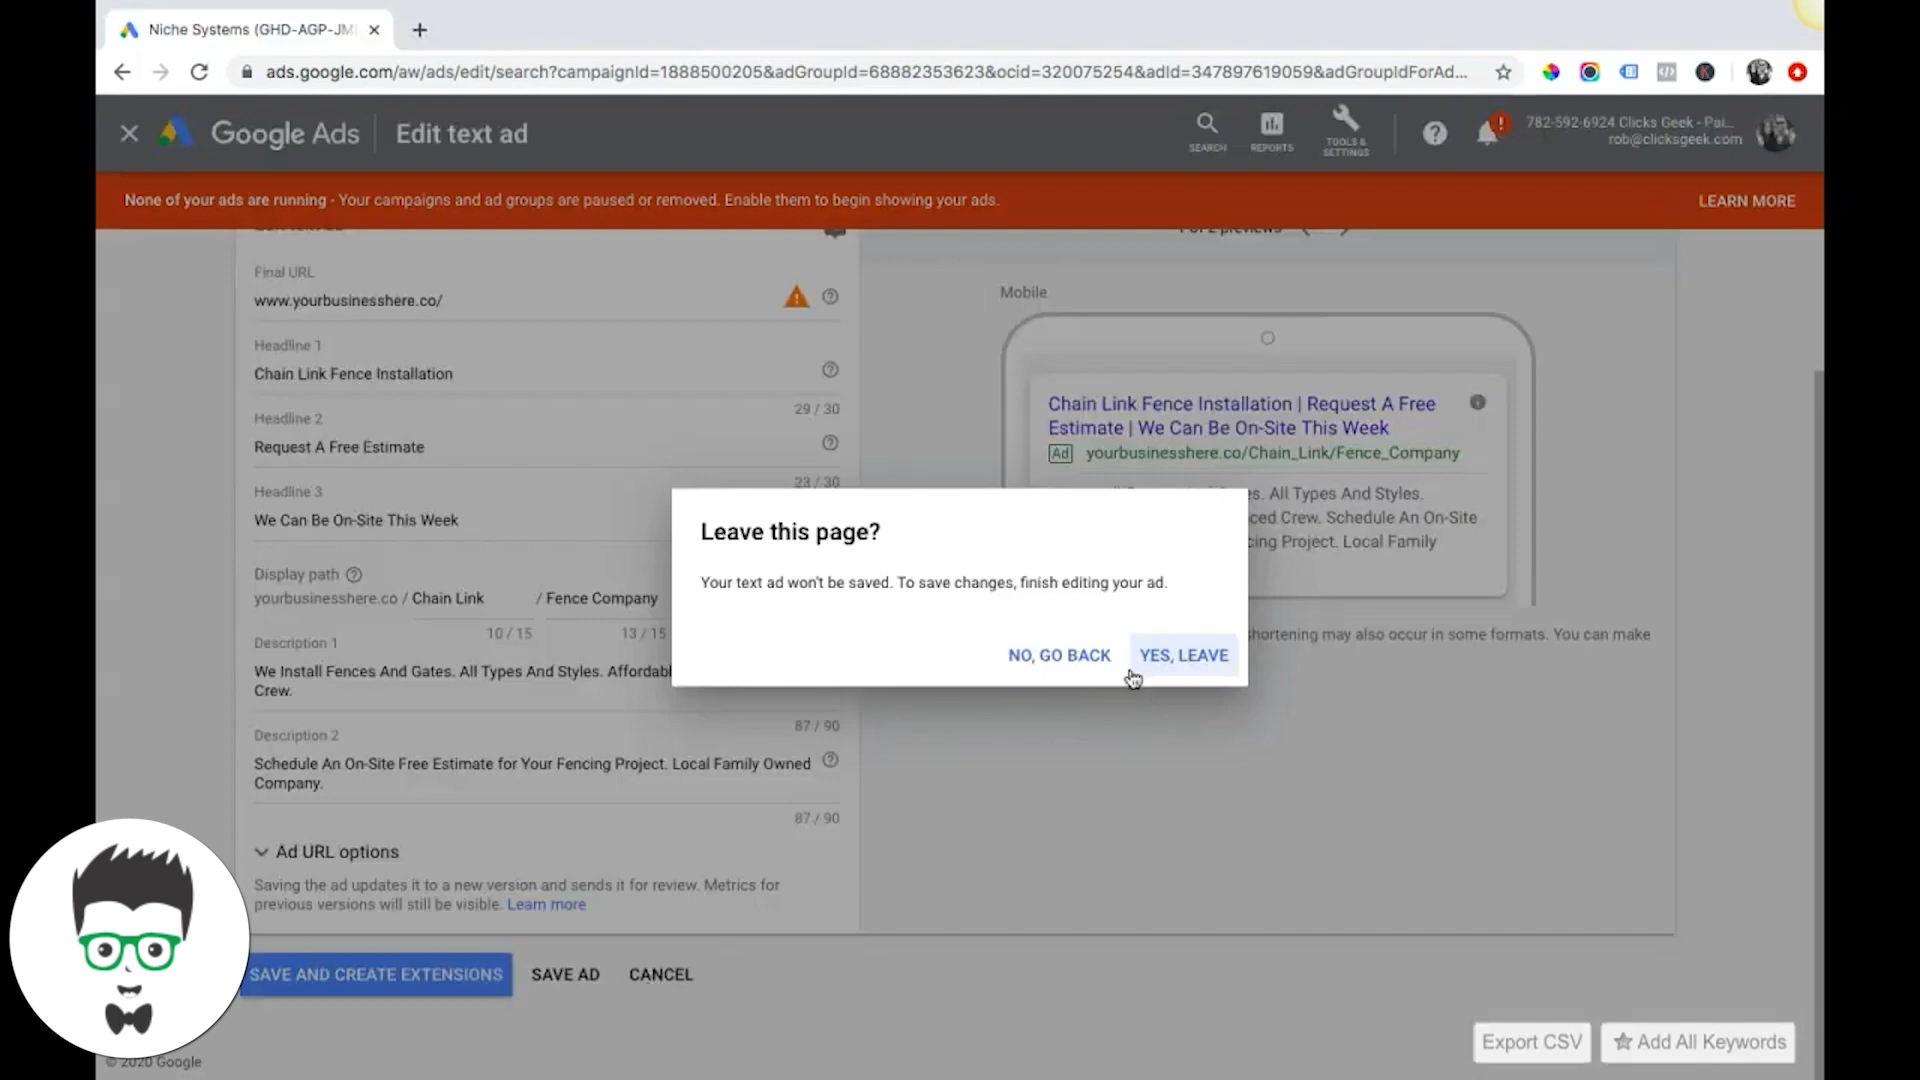 Niche Systems (GHD-AGP-JM
ads.google.com/aw/ads/edit/search?campaignId=1888500205&adGroupId=68882353623&ocid=320075254&adId=347897619059&adGroupIdForAd...
Google Ads
Edit text ad
SEARCH
REPORTS
TOOLS &
SETTINGS
782-592-6924 Clicks Geek - Pai...
rob@clicksgeek.com
None of your ads are running - Your campaigns and ad groups are paused or removed. Enable them to begin showing your ads.
LEARN MORE
Final URL
www.yourbusinesshere.co/
Headline 1
Chain Link Fence Installation
29 / 30
Headline 2
Request A Free Estimate
23 / 30
Headline 3
We Can Be On-Site This Week
Display path
yourbusinesshere.co / Chain Link / Fence Company
10 / 15
13 / 15
Description 1
We Install Fences And Gates. All Types And Styles. Affordabl
Crew.
87 / 90
Description 2
Schedule An On-Site Free Estimate for Your Fencing Project. Local Family Owned
Company.
87 / 90
Ad URL options
Saving the ad updates it to a new version and sends it for review. Metrics for
previous versions will still be visible. Learn more
SAVE AND CREATE EXTENSIONS
SAVE AD
CANCEL
© 2020 Google
1 of 2 previews
Mobile
Chain Link Fence Installation | Request A Free
Estimate | We Can Be On-Site This Week
Ad yourbusinesshere.co/Chain_Link/Fence_Company
es. All Types And Styles.
ced Crew. Schedule An On-Site
cing Project. Local Family
hortening may also occur in some formats. You can make
Leave this page?
Your text ad won't be saved. To save changes, finish editing your ad.
NO, GO BACK
YES, LEAVE
Export CSV
Add All Keywords